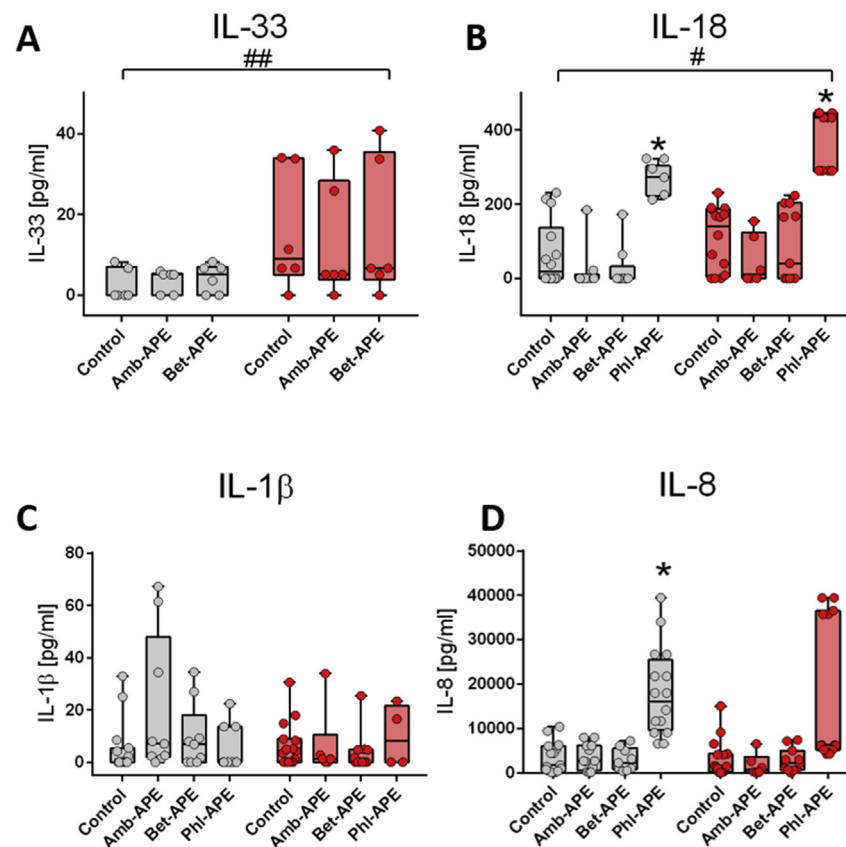 A
IL-33
##
IL-33 [pg/ml]
40
20
0
Control
Amb-APE
Bet-APE
Control
Amb-APE
Bet-APE
B
IL-18
#
*
*
IL-18 [pg/ml]
400
200
0
Control
Amb-APE
Bet-APE
Phl-APE
Control
Amb-APE
Bet-APE
Phl-APE
C
IL-1β
IL-1β [pg/ml]
80
60
40
20
0
Control
Amb-APE
Bet-APE
Phl-APE
Control
Amb-APE
Bet-APE
Phl-APE
D
IL-8
*
IL-8 [pg/ml]
50000
40000
30000
20000
10000
0
Control
Amb-APE
Bet-APE
Phl-APE
Control
Amb-APE
Bet-APE
Phl-APE